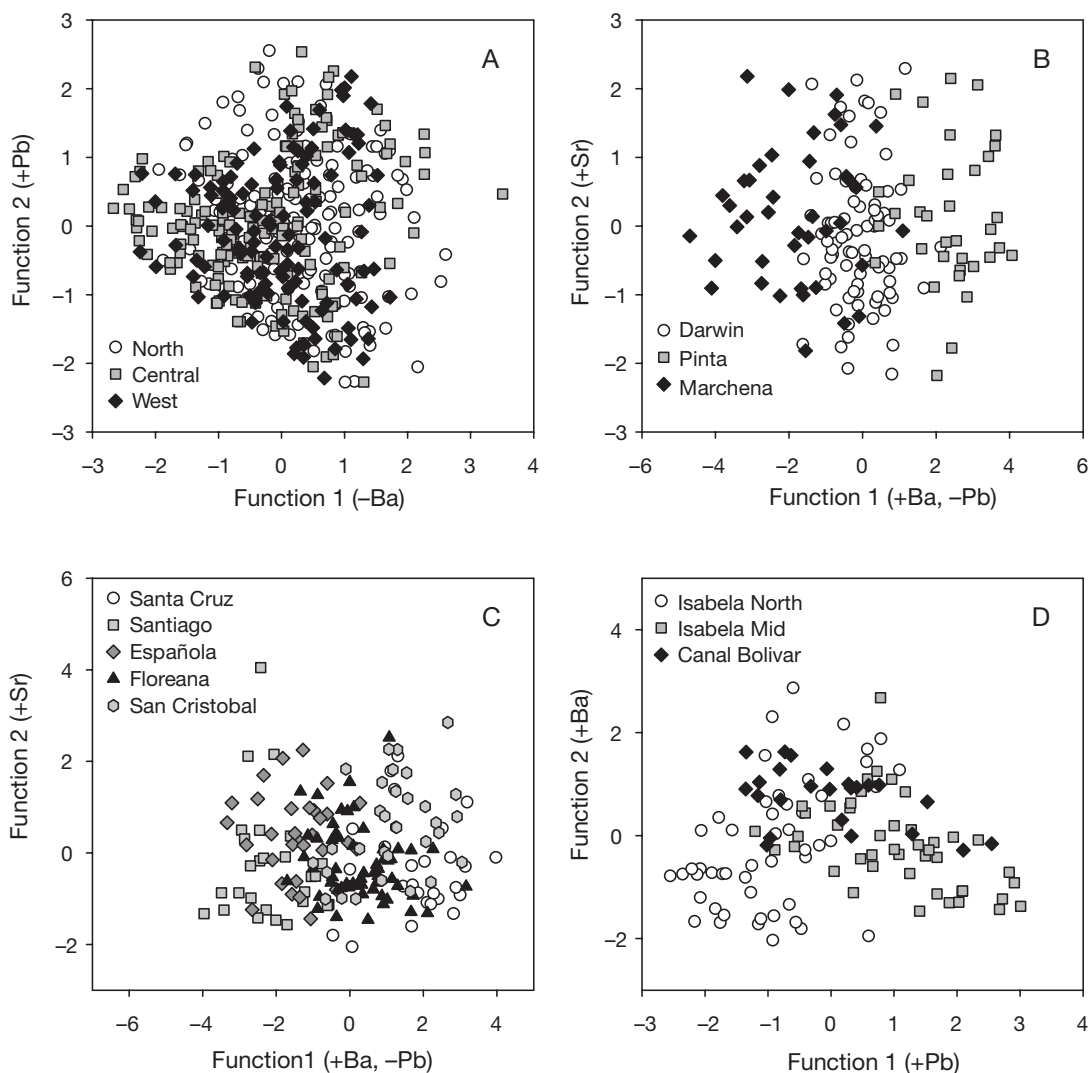 A
3
2
1
0
−1
−2
−3
Function 2 (+Pb)
North
Central
West
−3
−2
−1
0
1
2
3
4
Function 1 (−Ba)
B
3
2
1
0
−1
−2
−3
Function 2 (+Sr)
Darwin
Pinta
Marchena
−6
−4
−2
0
2
4
6
Function 1 (+Ba, −Pb)
C
6
4
2
0
−2
Function 2 (+Sr)
Santa Cruz
Santiago
Española
Floreana
San Cristobal
−6
−4
−2
0
2
4
Function1 (+Ba, −Pb)
D
4
2
0
−2
Function 2 (+Ba)
Isabela North
Isabela Mid
Canal Bolivar
−3
−2
−1
0
1
2
3
4
Function 1 (+Pb)